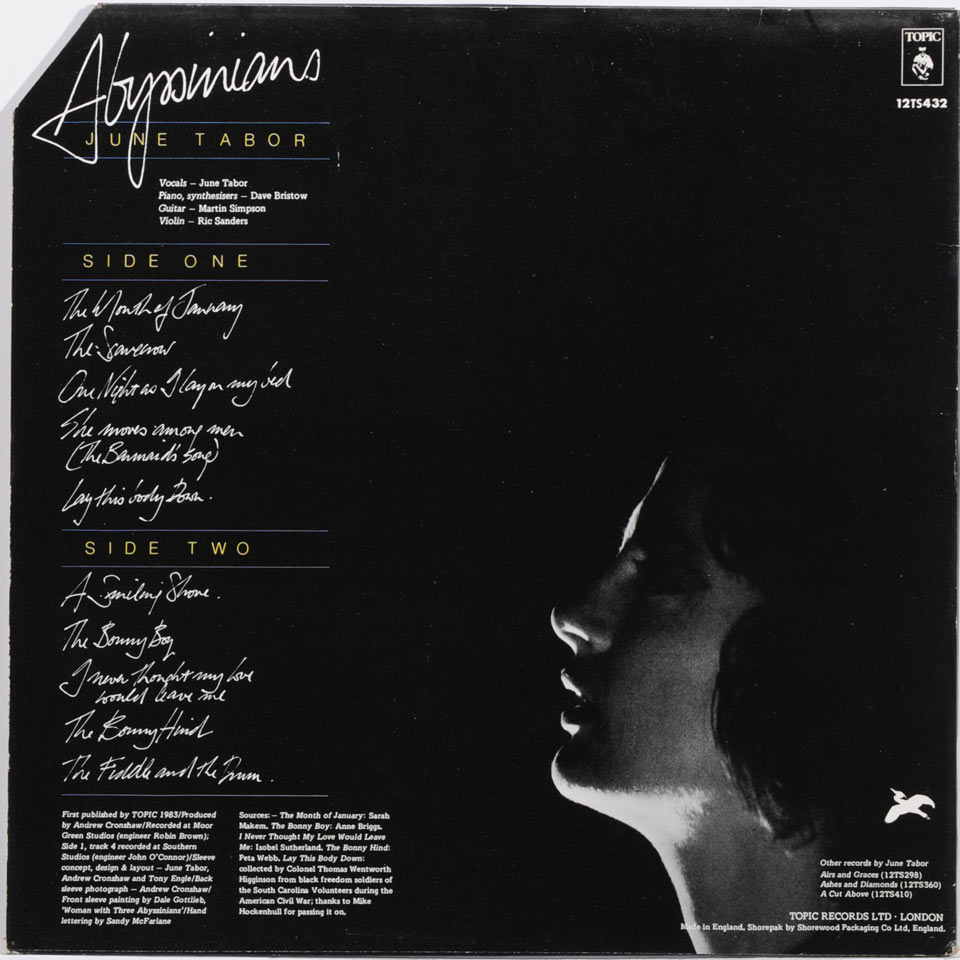 Abyssinians
JUNE TABOR
Vocals – June Tabor
Piano, synthesisers – Dave Bristow
Guitar – Martin Simpson
Violin – Ric Sanders
SIDE ONE
The Month of January
The Scarecrow
One Night as I lay on my bed
She moves among men
(The Barmaid's song)
Lay this body Down.
SIDE TWO
A Smiling Shore.
The Bonny Boy
I never thought my love
would leave me
The Bonny Hind
The Fiddle and the Drum.
First published by TOPIC 1983/Produced
by Andrew Cronshaw/Recorded at Moor
Green Studios (engineer Robin Brown);
Side 1, track 4 recorded at Southern
Studios (engineer John O'Connor)/Sleeve
concept, design & layout – June Tabor,
Andrew Cronshaw and Tony Engle/Back
sleeve photograph – Andrew Cronshaw/
Front sleeve painting by Dale Gottlieb,
'Woman with Three Abyssinians'/Hand
lettering by Sandy McFarlane
Sources:– The Month of January: Sarah
Makem, The Bonny Boy: Anne Briggs,
I Never Thought My Love Would Leave
Me: Isobel Sutherland, The Bonny Hind:
Peta Webb, Lay This Body Down:
collected by Colonel Thomas Wentworth
Higginson from black freedom soldiers of
the South Carolina Volunteers during the
American Civil War; thanks to Mike
Hockenhull for passing it on.
TOPIC
12TS432
Other records by June Tabor
Airs and Graces (12TS298)
Ashes and Diamonds (12TS360)
A Cut Above (12TS410)
TOPIC RECORDS LTD · LONDON
Made in England, Shorepak by Shorewood Packaging Co Ltd, England.